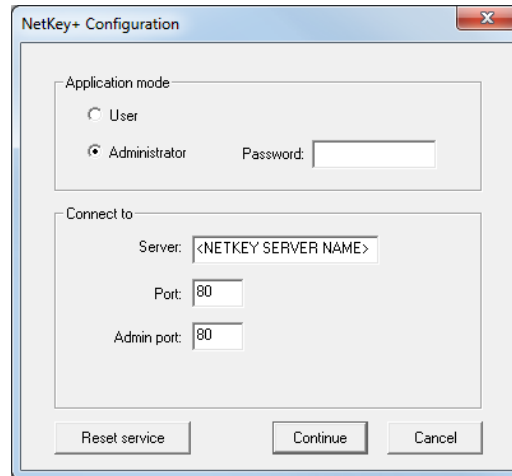 NetKey+ Configuration
Application mode
User
Administrator Password:
Connect to
Server: <NETKEY SERVER NAME>
Port: 80
Admin port: 80
Reset service Continue Cancel